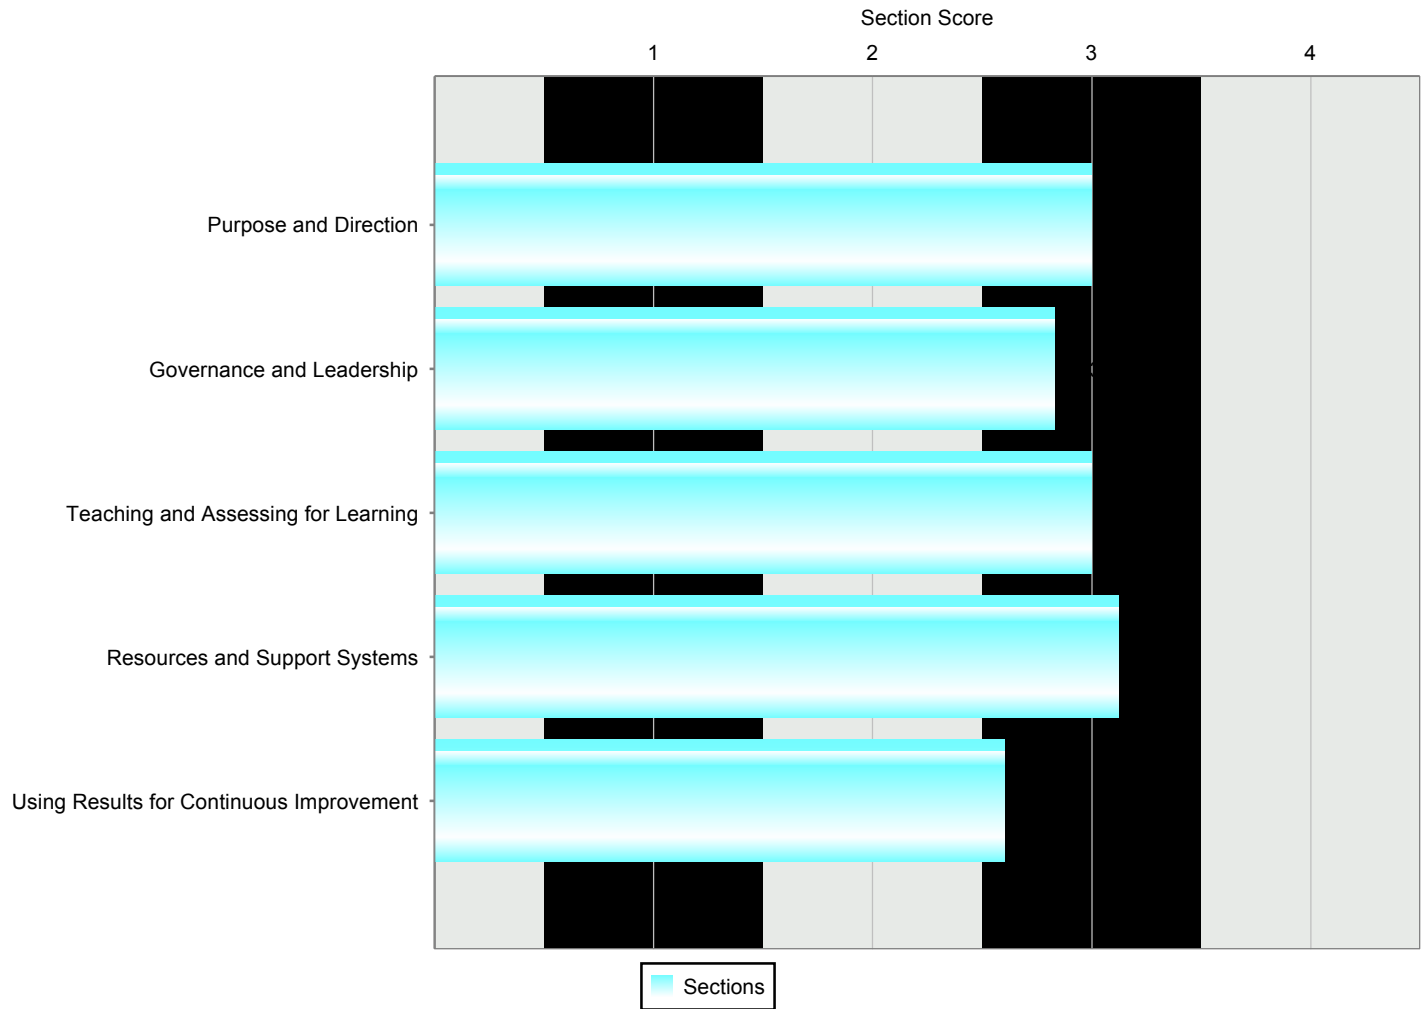 Section Score
1 2 3 4
Purpose and Direction
Governance and Leadership
Teaching and Assessing for Learning
Resources and Support Systems
Using Results for Continuous Improvement
Sections